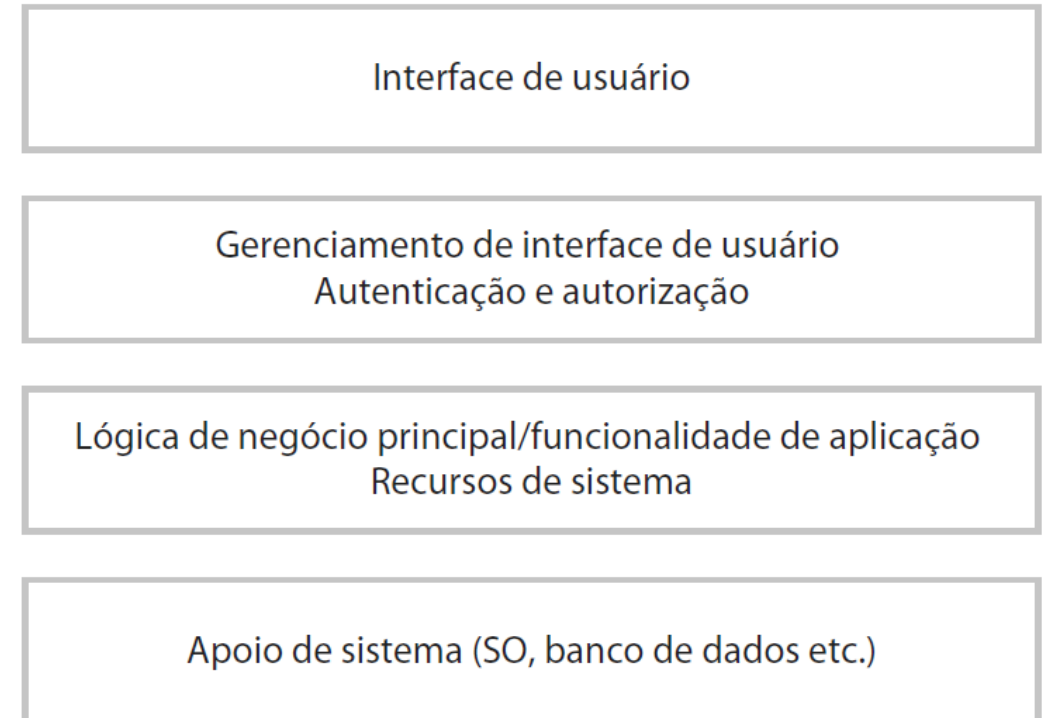 Interface de usuário
Gerenciamento de interface de usuário
Autenticação e autorização
Lógica de negócio principal/funcionalidade de aplicação
Recursos de sistema
Apoio de sistema (SO, banco de dados etc.)